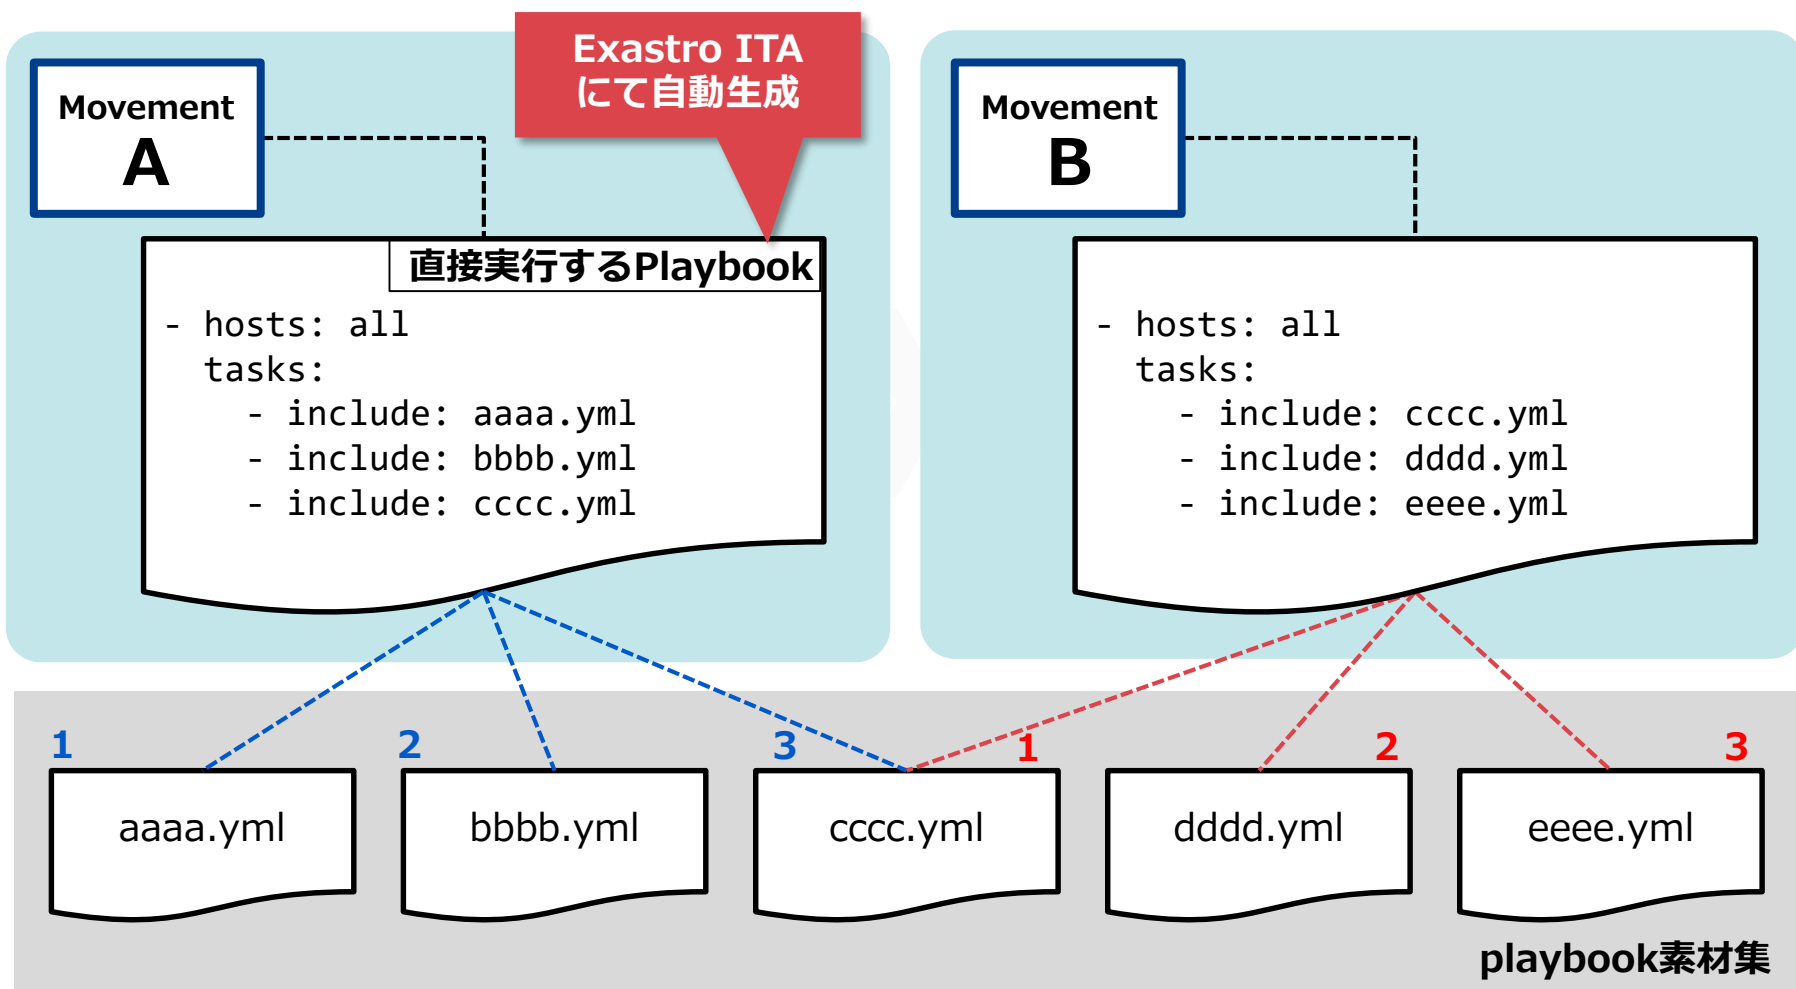 Exastro ITA
にて自動生成
Movement
A
直接実行するPlaybook
- hosts: all
  tasks:
    - include: aaaa.yml
    - include: bbbb.yml
    - include: cccc.yml
Movement
B
- hosts: all
  tasks:
    - include: cccc.yml
    - include: dddd.yml
    - include: eeee.yml
1 2 3 1 2 3
aaaa.yml bbbb.yml cccc.yml dddd.yml eeee.yml
playbook素材集